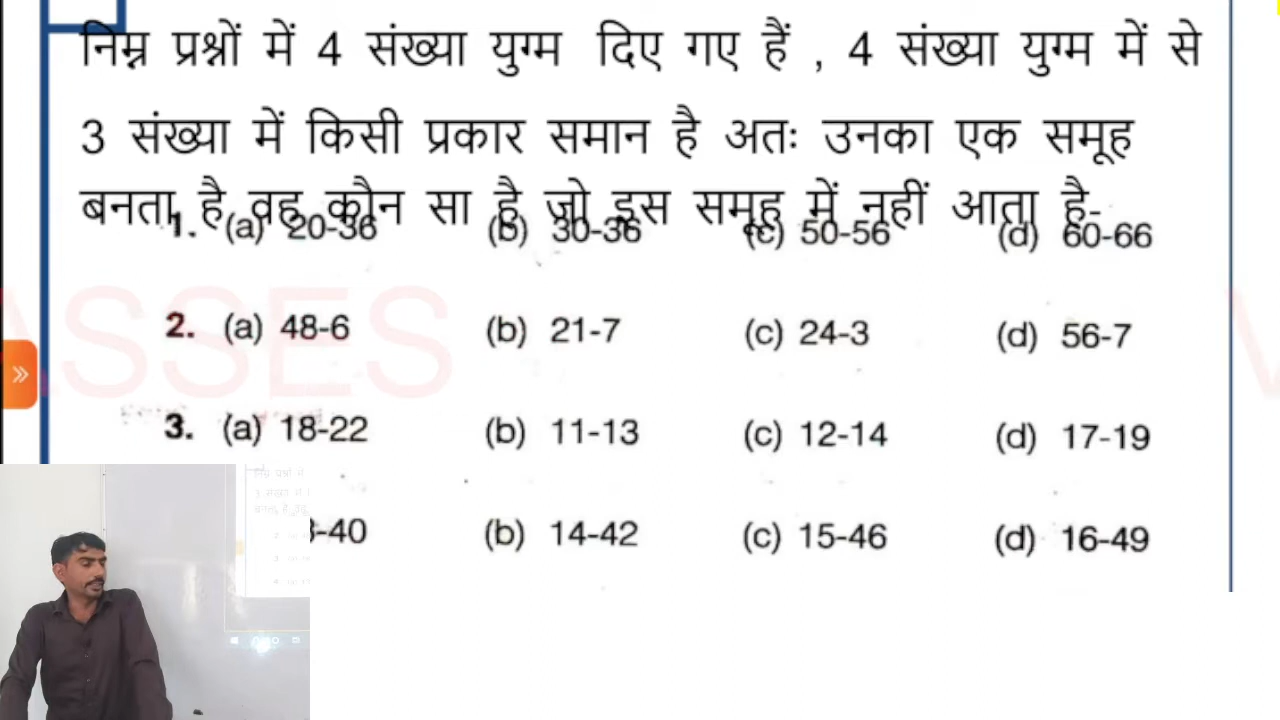 निम्न प्रश्नों में 4 संख्या युग्म दिए गए हैं , 4 संख्या युग्म में से
3 संख्या में किसी प्रकार समान है अतः उनका एक समूह
बनता है वह कौन सा है जो इस समूह में नहीं आता है-
1. (a) 20-36 (b) 30-36 (c) 50-56 (d) 60-66
2. (a) 48-6 (b) 21-7 (c) 24-3 (d) 56-7
3. (a) 18-22 (b) 11-13 (c) 12-14 (d) 17-19
-40 (b) 14-42 (c) 15-46 (d) 16-49
ASSES